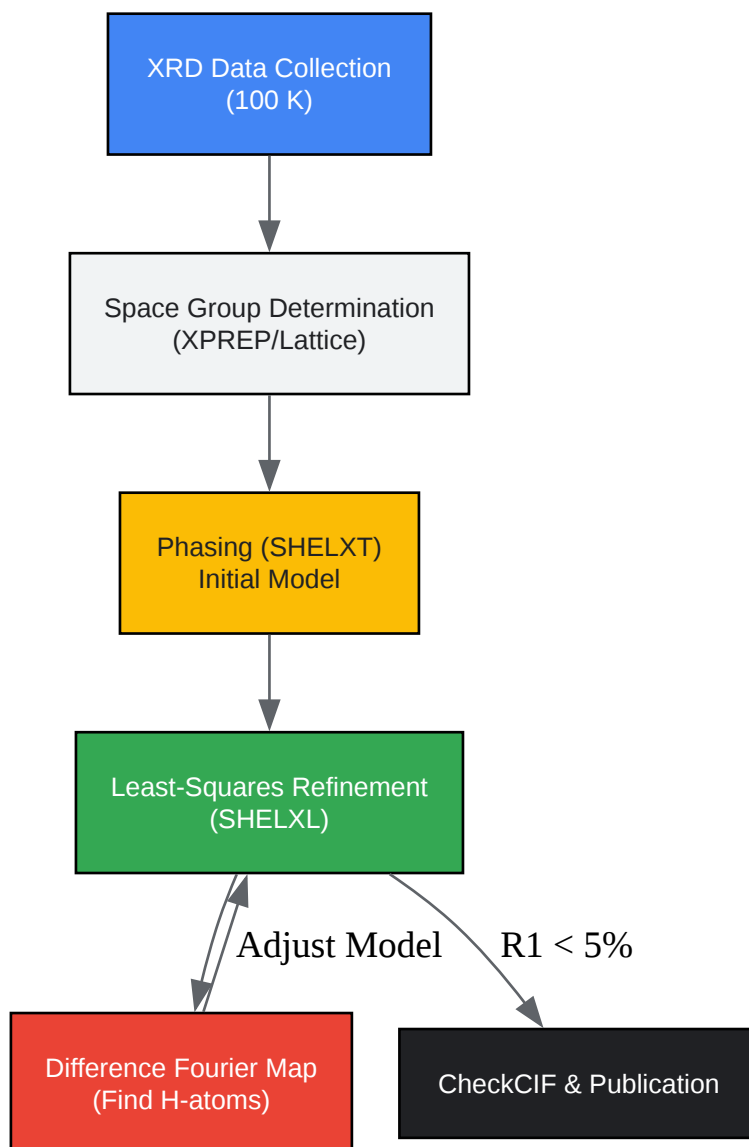 XRD Data Collection
(100 K)
Space Group Determination
(XPREP/Lattice)
Phasing (SHELXT)
Initial Model
Least-Squares Refinement
(SHELXL)
Adjust Model
R1 < 5%
Difference Fourier Map
(Find H-atoms)
CheckCIF & Publication